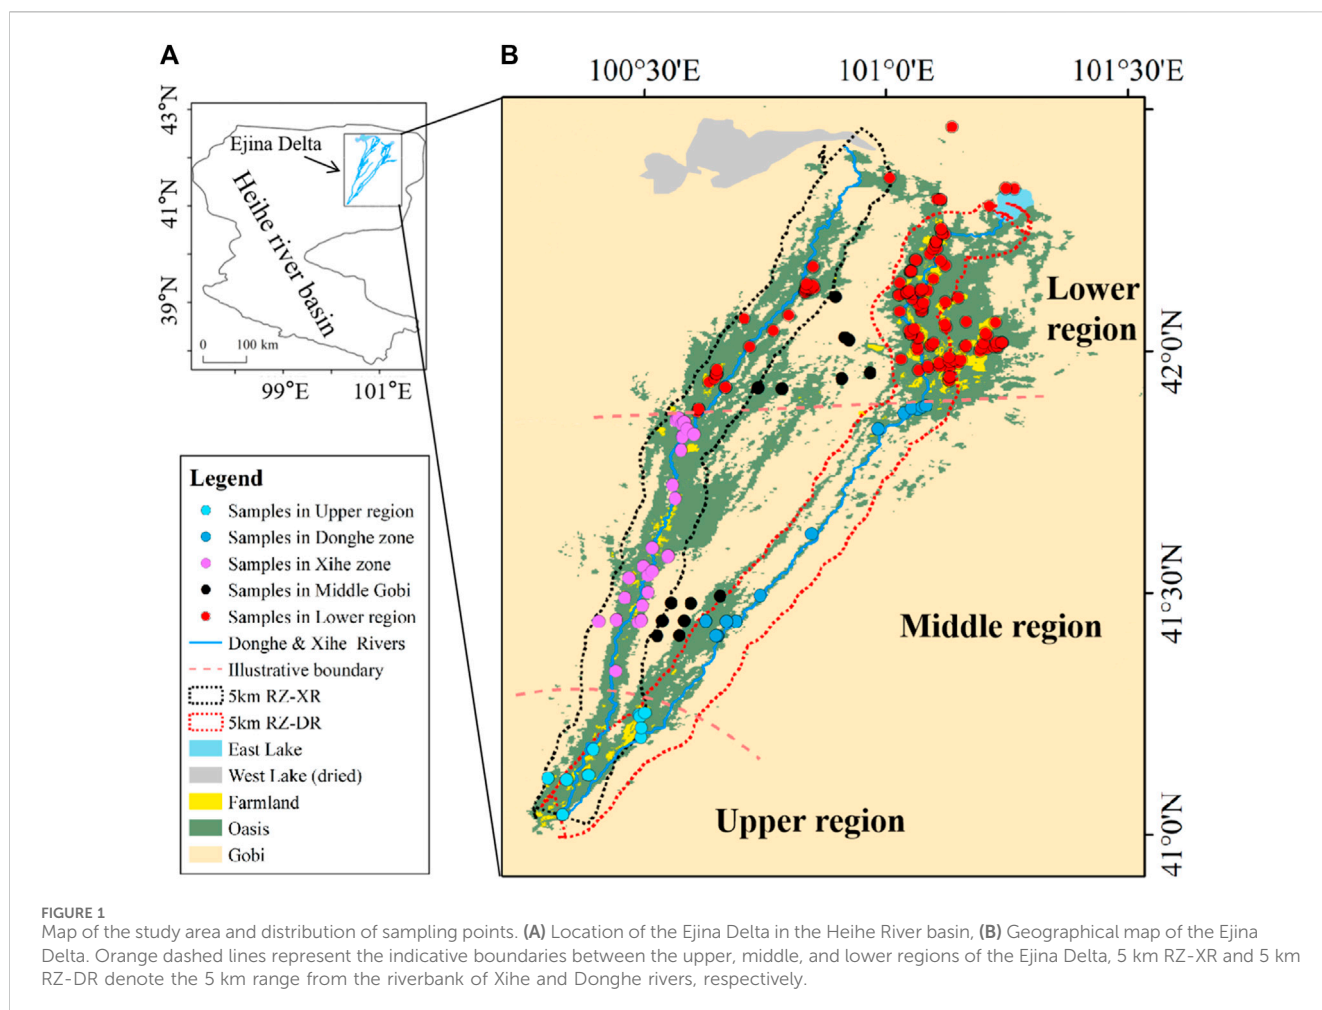 A
B
100°30'E
101°0'E
101°30'E
43°N
41°N
39°N
Ejina Delta
Heihe river basin
0 100 km
99°E
101°E
Lower
region
42°0'N
41°30'N
Middle region
Upper region
41°0'N
Legend
Samples in Upper region
Samples in Donghe zone
Samples in Xihe zone
Samples in Middle Gobi
Samples in Lower region
Donghe & Xihe Rivers
Illustrative boundary
5km RZ-XR
5km RZ-DR
East Lake
West Lake (dried)
Farmland
Oasis
Gobi
FIGURE 1
Map of the study area and distribution of sampling points. (A) Location of the Ejina Delta in the Heihe River basin, (B) Geographical map of the Ejina
Delta. Orange dashed lines represent the indicative boundaries between the upper, middle, and lower regions of the Ejina Delta, 5 km RZ-XR and 5 km
RZ-DR denote the 5 km range from the riverbank of Xihe and Donghe rivers, respectively.